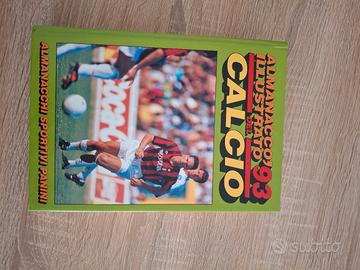 ALMANACCO
ILLUSTRATO
DEL
'93
CALCIO
ALMANACCHI SPORTIVI PANINI
subito